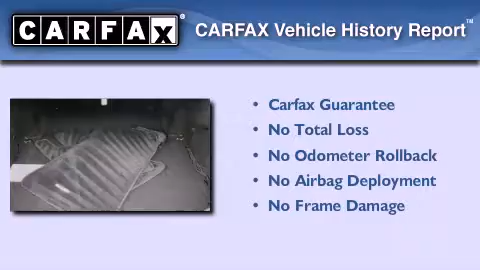 CARFAX® CARFAX Vehicle History Report™
• Carfax Guarantee
• No Total Loss
• No Odometer Rollback
• No Airbag Deployment
• No Frame Damage